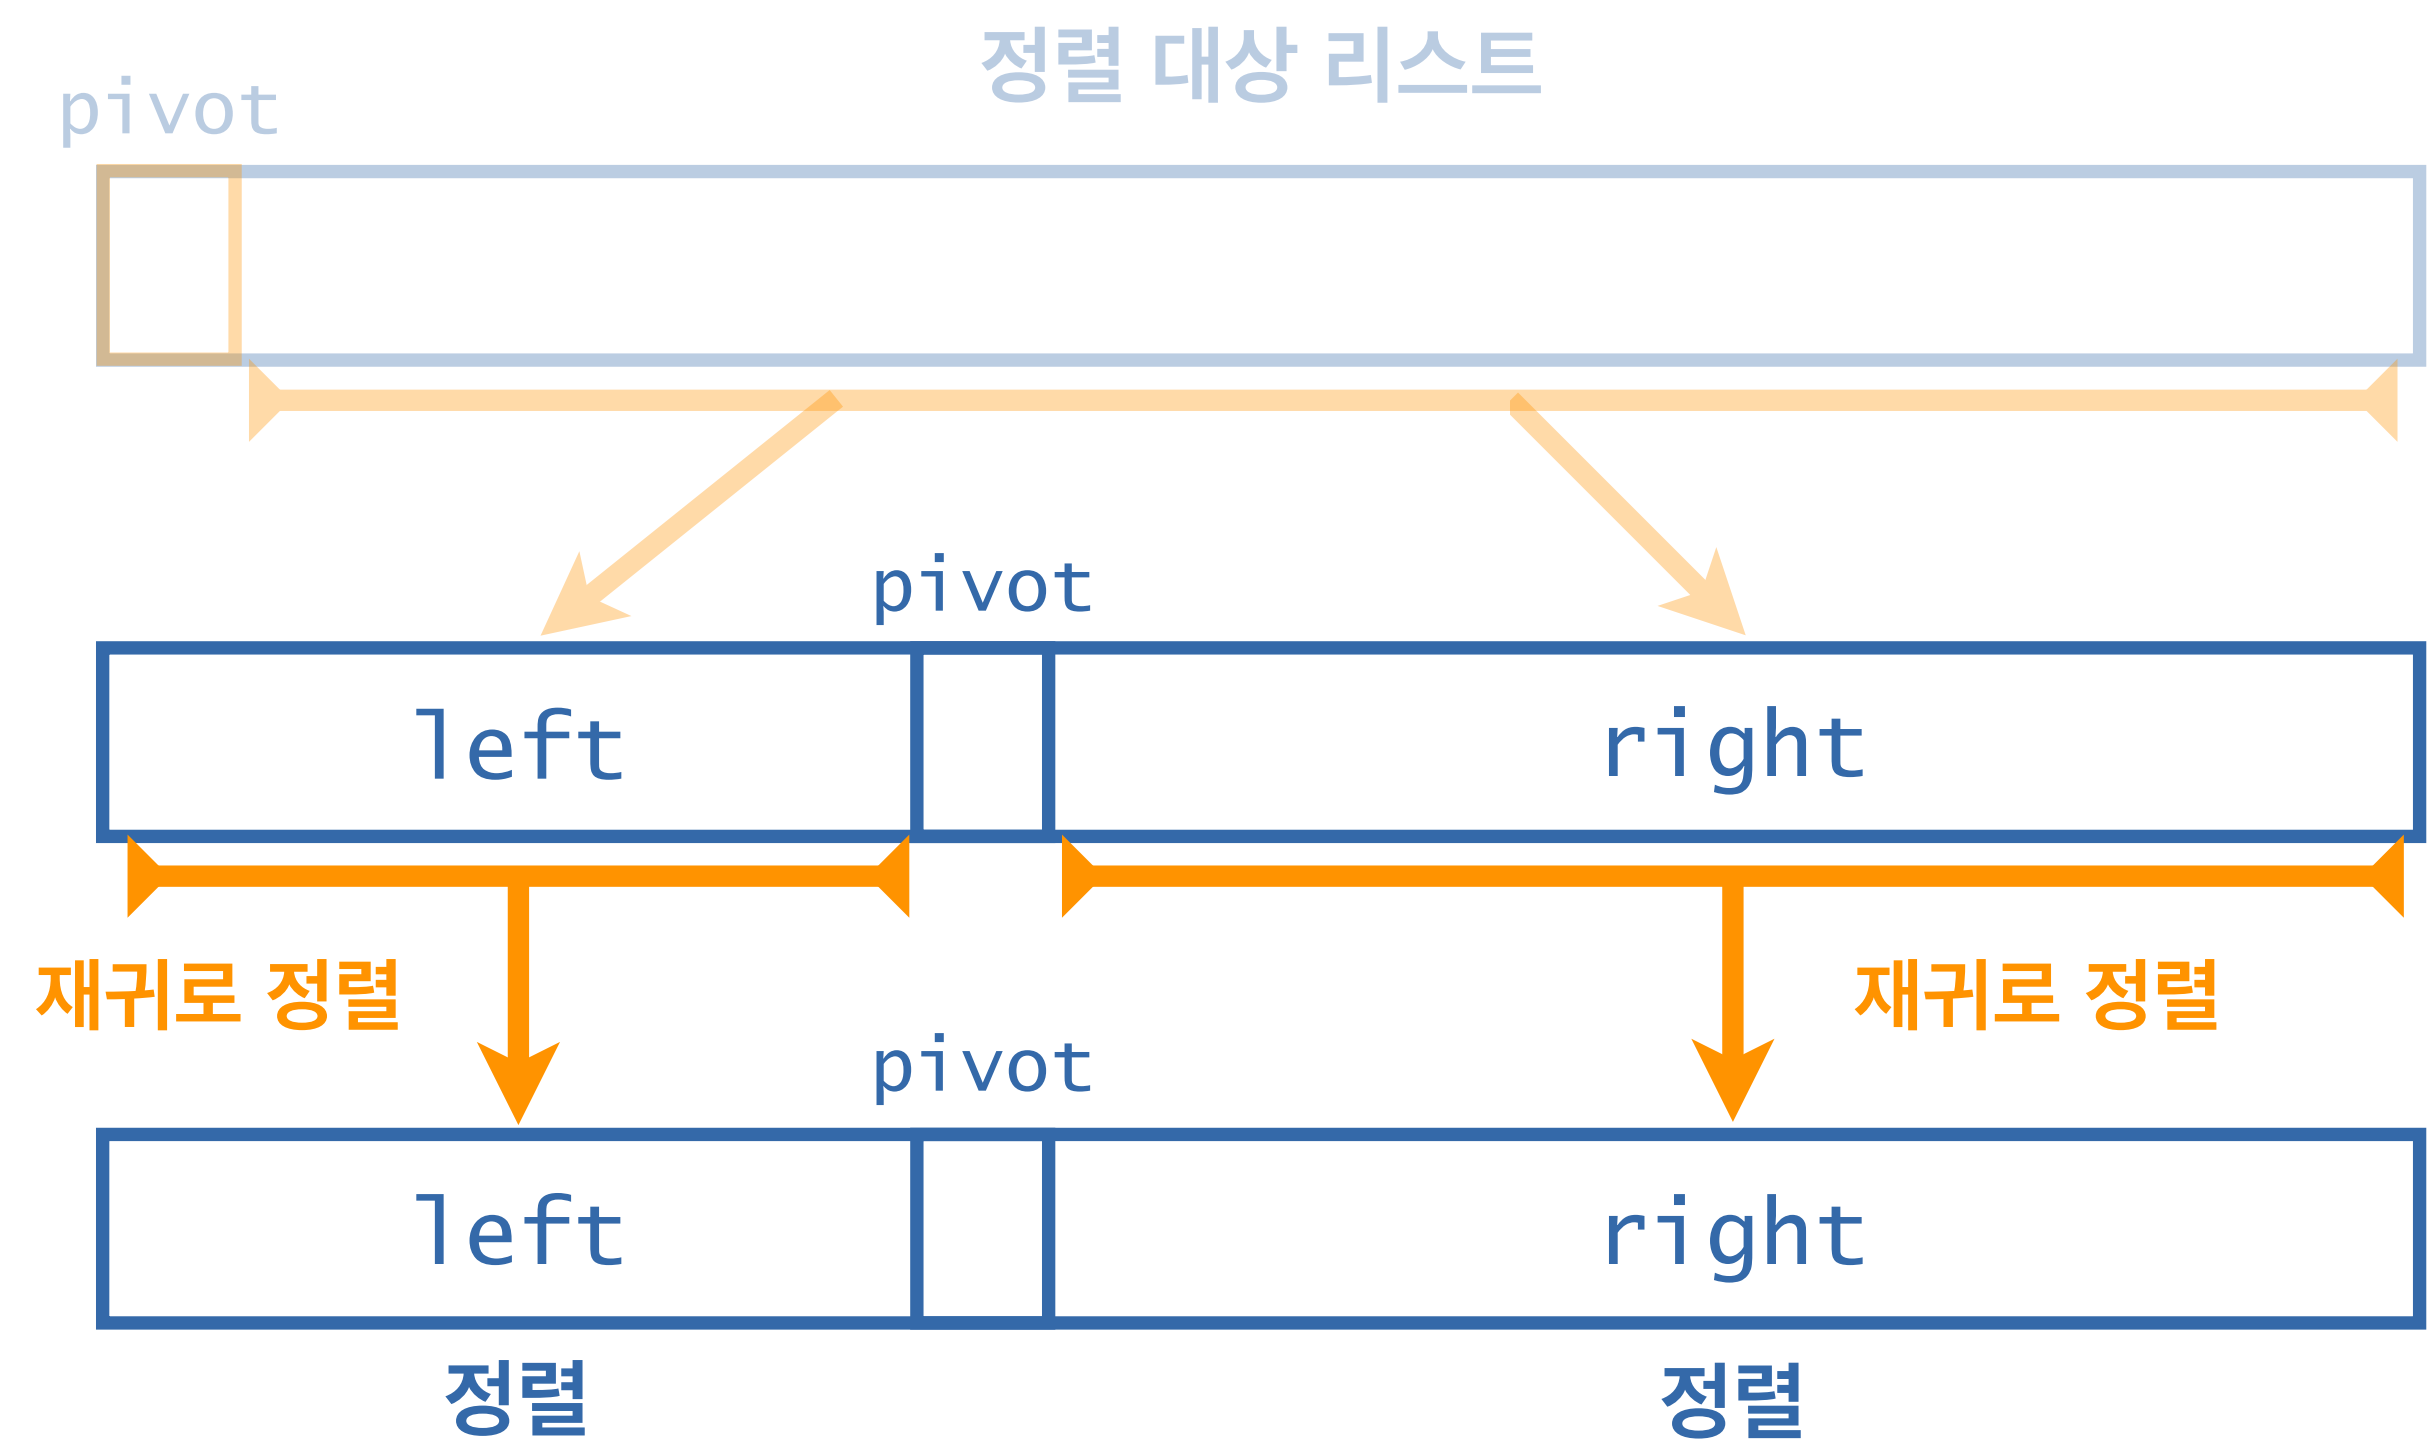 정렬 대상 리스트
pivot
pivot
left
right
재귀로 정렬
재귀로 정렬
pivot
left
right
정렬
정렬